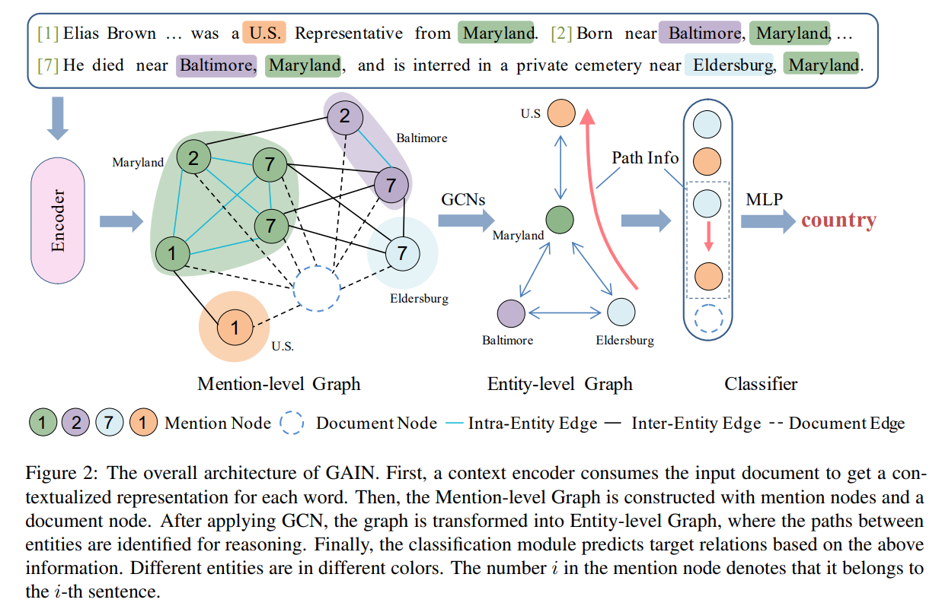 [1] Elias Brown … was a U.S. Representative from Maryland. [2] Born near Baltimore, Maryland, …
[7] He died near Baltimore, Maryland, and is interred in a private cemetery near Eldersburg, Maryland.
Encoder
Maryland
2
7
7
1
2
Baltimore
7
7
Eldersburg
1
U.S.
Mention-level Graph
GCNs
U.S
Maryland
Baltimore
Eldersburg
Path Info
Entity-level Graph
MLP
country
Classifier
1 2 7 1 Mention Node Document Node Intra-Entity Edge Inter-Entity Edge Document Edge
Figure 2: The overall architecture of GAIN. First, a context encoder consumes the input document to get a con-
textualized representation for each word. Then, the Mention-level Graph is constructed with mention nodes and a
document node. After applying GCN, the graph is transformed into Entity-level Graph, where the paths between
entities are identified for reasoning. Finally, the classification module predicts target relations based on the above
information. Different entities are in different colors. The number i in the mention node denotes that it belongs to
the i-th sentence.